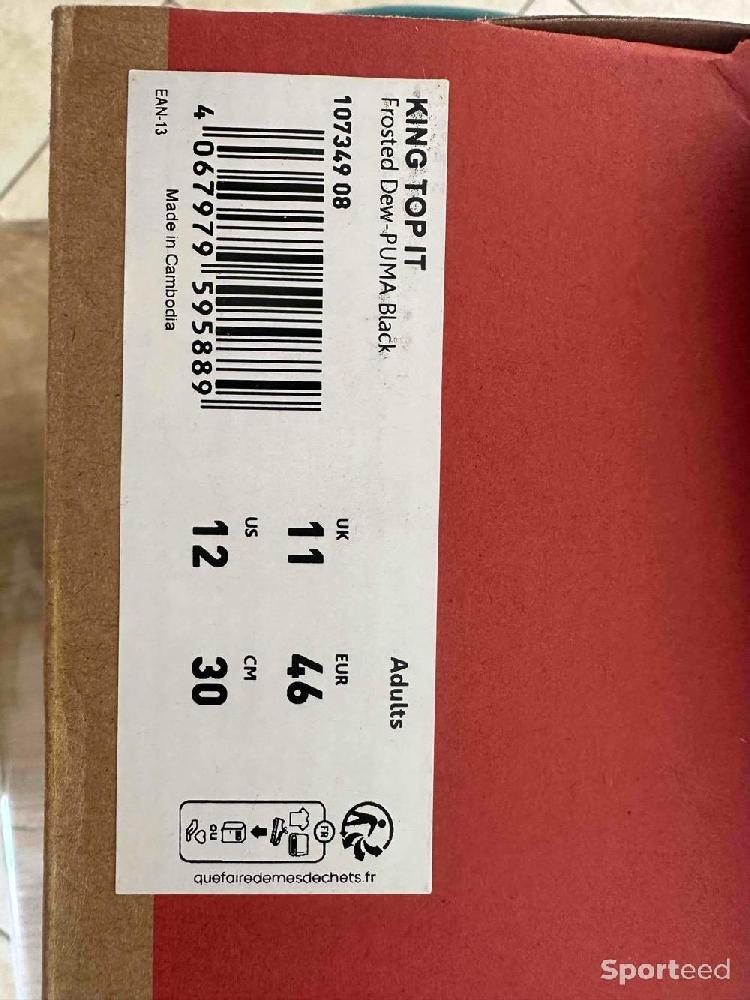 KING TOP IT
Frosted Dew-PUMA Black
107349 08
4 067979 595889
EAN-13
Made in Cambodia
Adults
UK
11
EUR
46
US
12
CM
30
FR
OU
quefairedemesdechets.fr
Sporteed